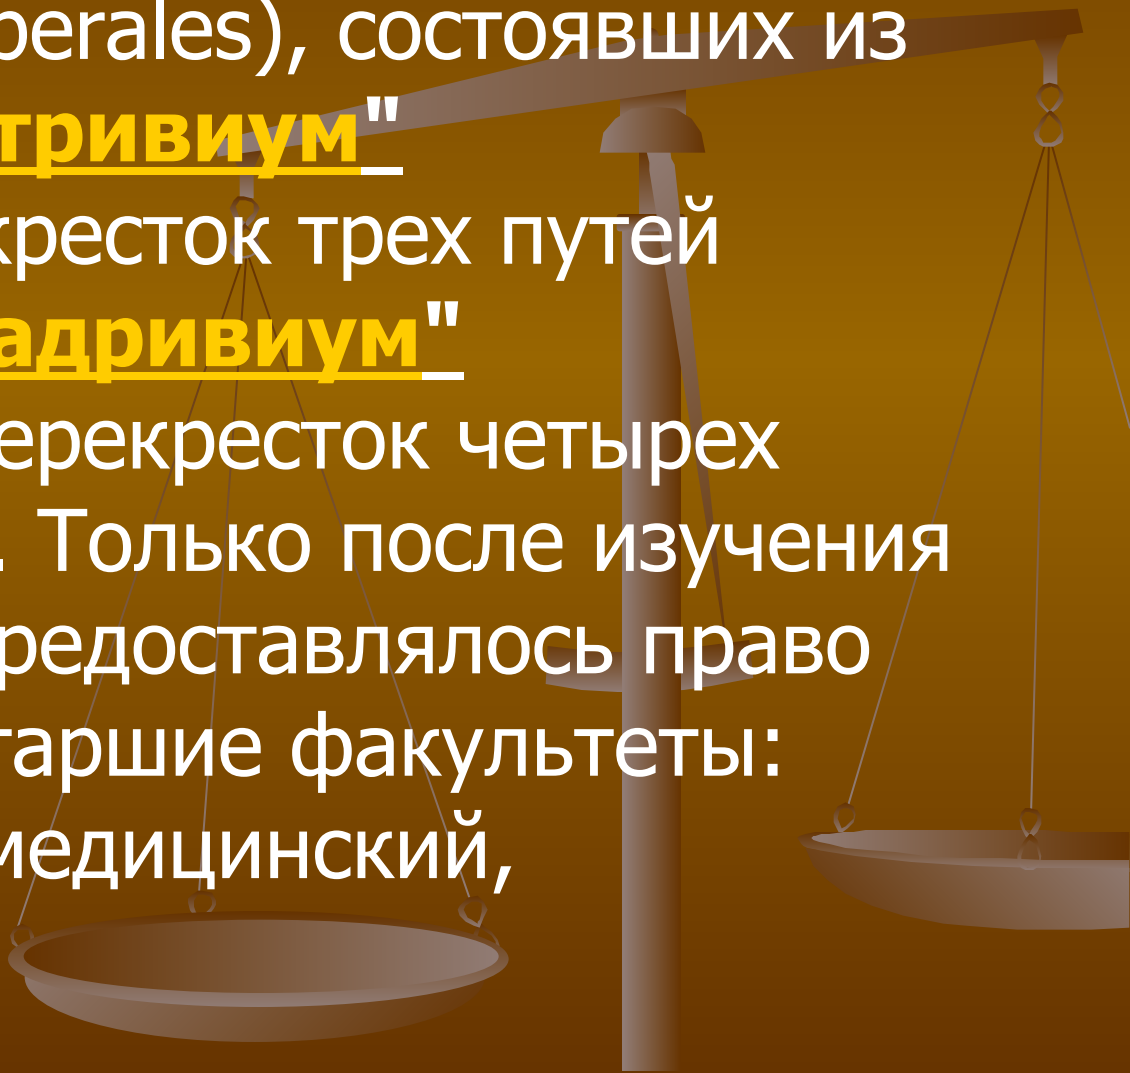 berales), состоявших из
тривиум"
кресток трех путей
адривиум"
ерекресток четырех
. Только после изучения
редоставлялось право
таршие факультеты:
медицинский,